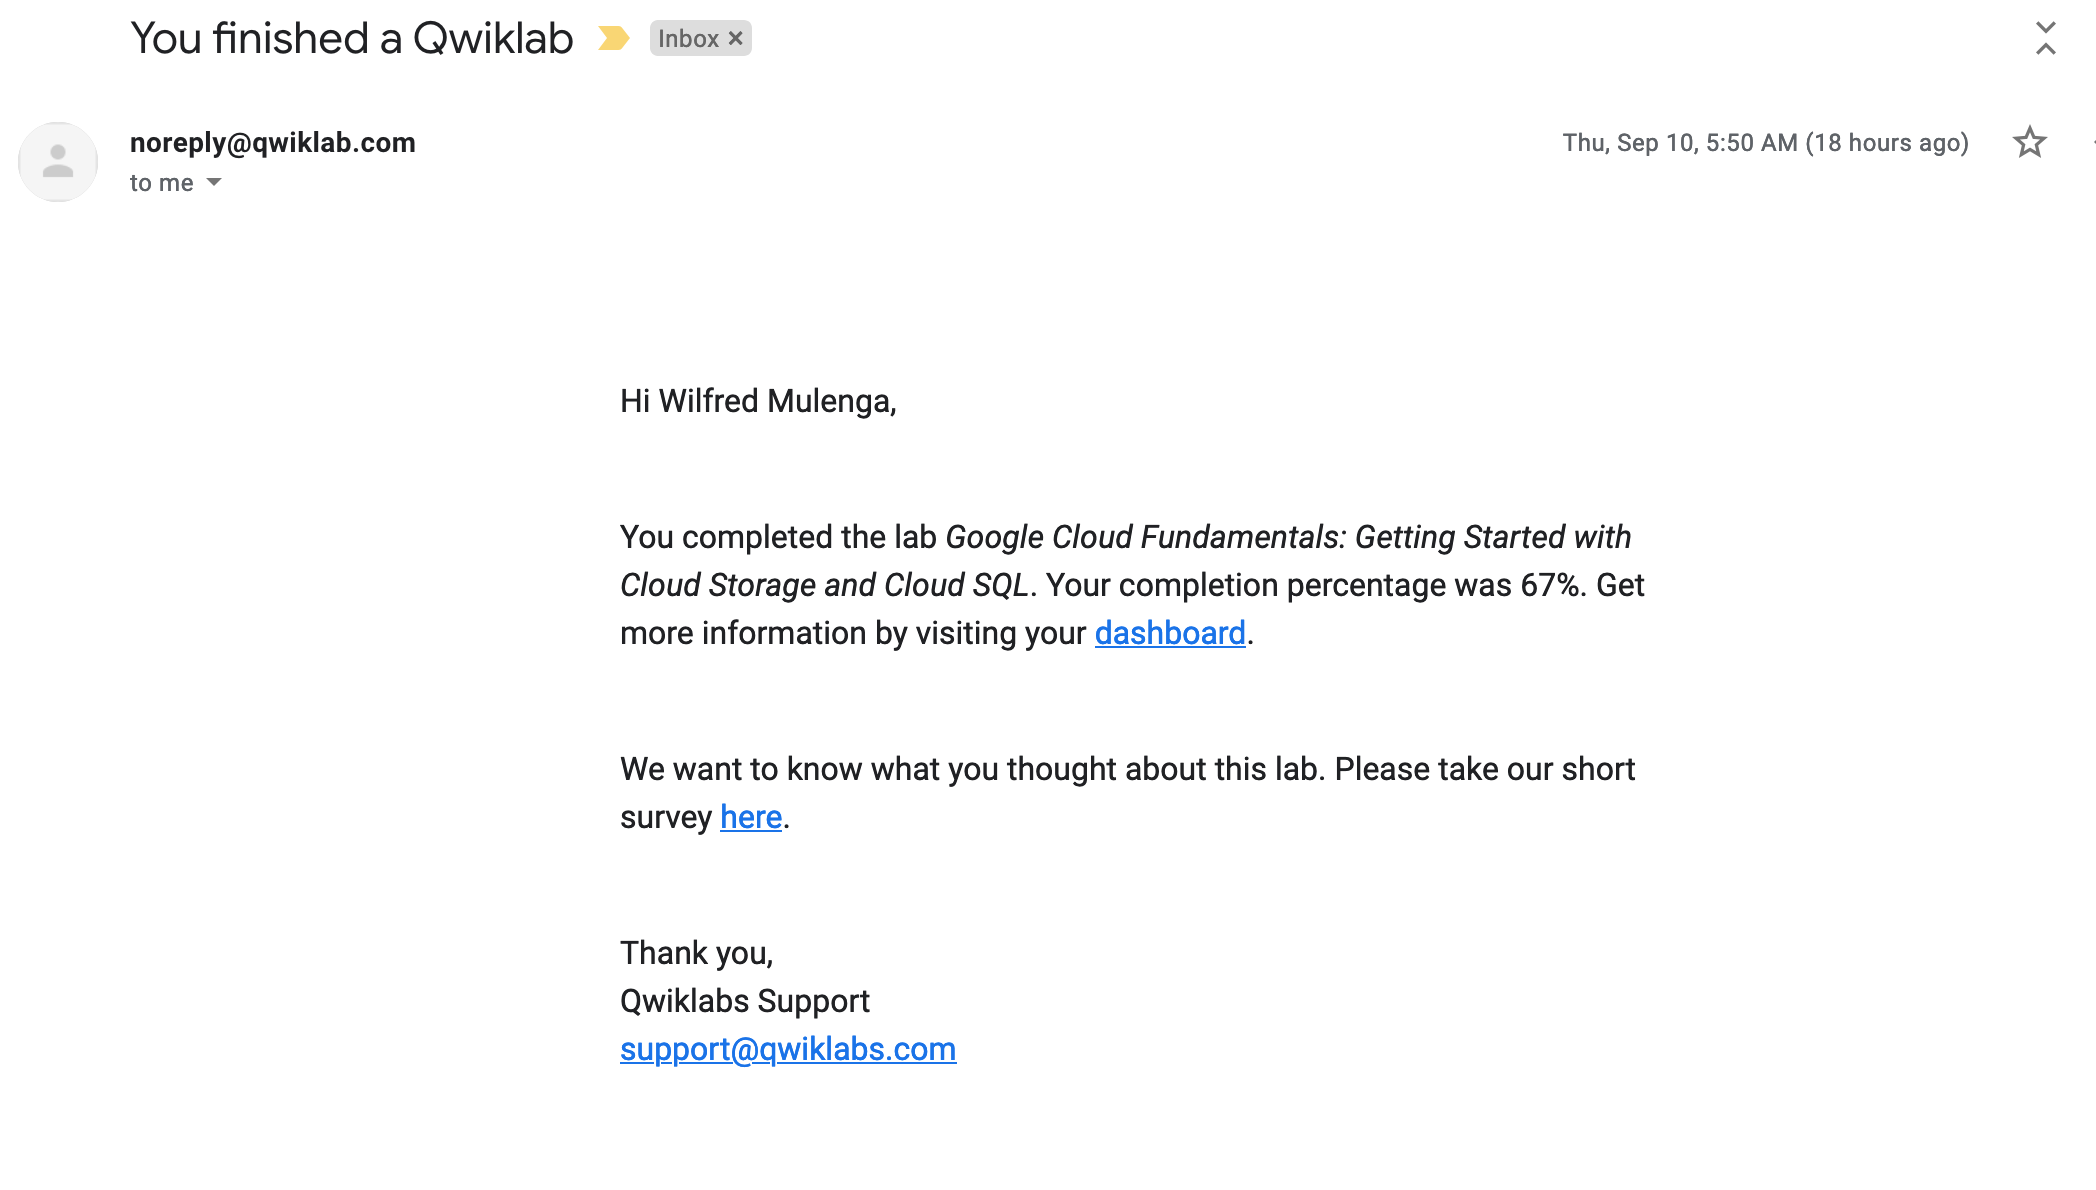 You finished a Qwiklab Inbox ×
noreply@qwiklab.com Thu, Sep 10, 5:50 AM (18 hours ago)
to me
Hi Wilfred Mulenga,
You completed the lab Google Cloud Fundamentals: Getting Started with
Cloud Storage and Cloud SQL. Your completion percentage was 67%. Get
more information by visiting your dashboard.
We want to know what you thought about this lab. Please take our short
survey here.
Thank you,
Qwiklabs Support
support@qwiklabs.com